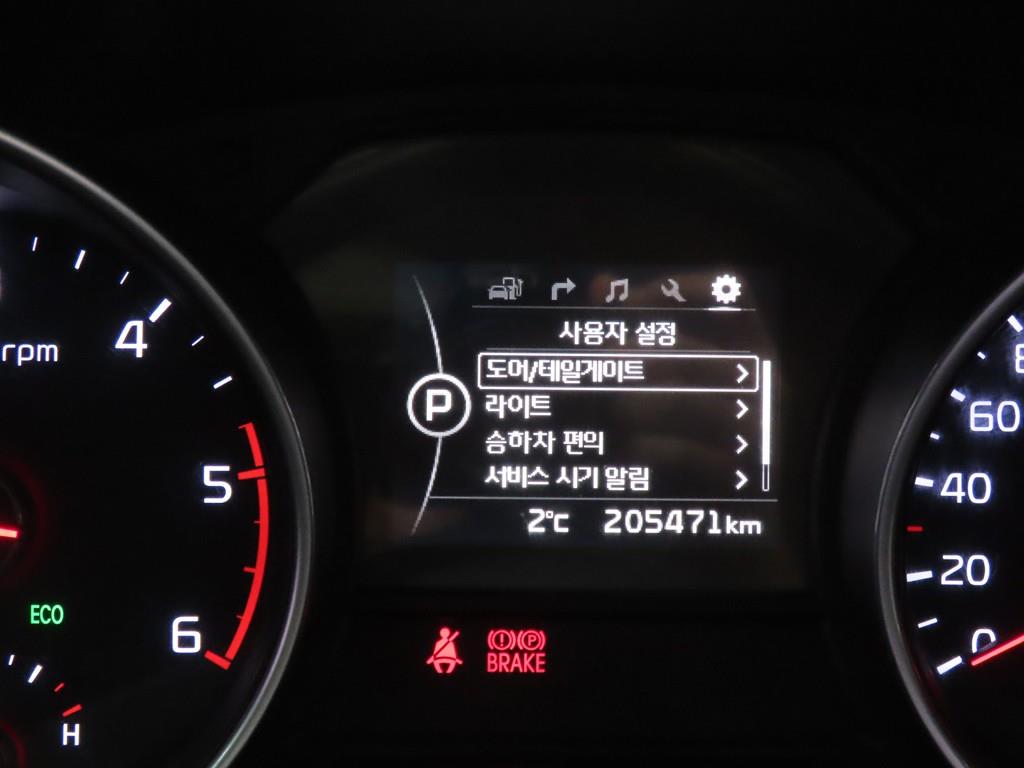 사용자 설정
도어/테일게이트
라이트
승하차 편의
서비스 시기 알림
P
2°C 205471km
4
rpm
5
6
ECO
H
60
40
20
0
(!) (P)
BRAKE